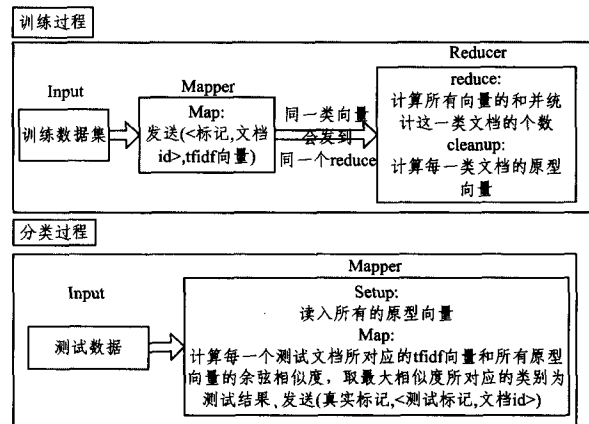 训练过程
Reducer
Input
Mapper
训练数据集
Map:
发送(<标记,文档
id>,tfidf向量)
同一类向量
会发到
同一个reduce
reduce:
计算所有向量的和并统
计这一类文档的个数
cleanup:
计算每一类文档的原型
向量
分类过程
Mapper
Input
测试数据
Setup:
读入所有的原型向量
Map:
计算每一个测试文档所对应的tfidf向量和所有原型
向量的余弦相似度，取最大相似度所对应的类别为
测试结果、发送(真实标记,<测试标记,文档id>)